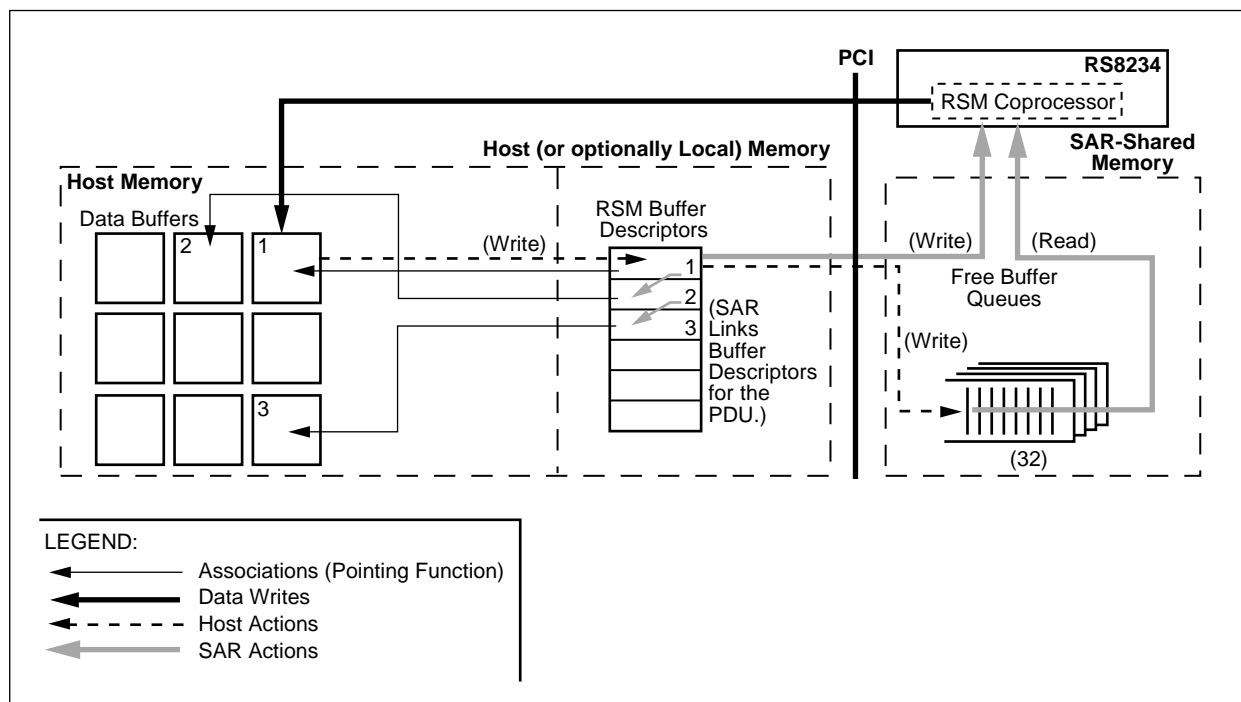 PCI
RS8234
RSM Coprocessor
SAR-Shared
Memory
Host (or optionally Local) Memory
Host Memory
Data Buffers
RSM Buffer
Descriptors
2
1
(Write)
1
2
3
(SAR
Links
Buffer
Descriptors
for the
PDU.)
(Write)
(Read)
Free Buffer
Queues
(Write)
3
(32)
LEGEND:
Associations (Pointing Function)
Data Writes
Host Actions
SAR Actions